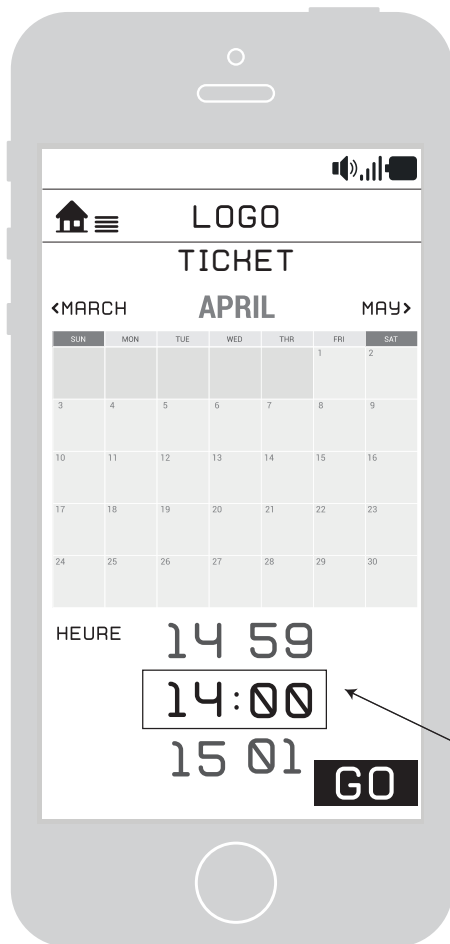 LOGO
TICKET
<MARCH APRIL MAY>
SUN MON TUE WED THR FRI SAT
1 2
3 4 5 6 7 8 9
10 11 12 13 14 15 16
17 18 19 20 21 22 23
24 25 26 27 28 29 30
HEURE 14 59
14:00
15 01
GO